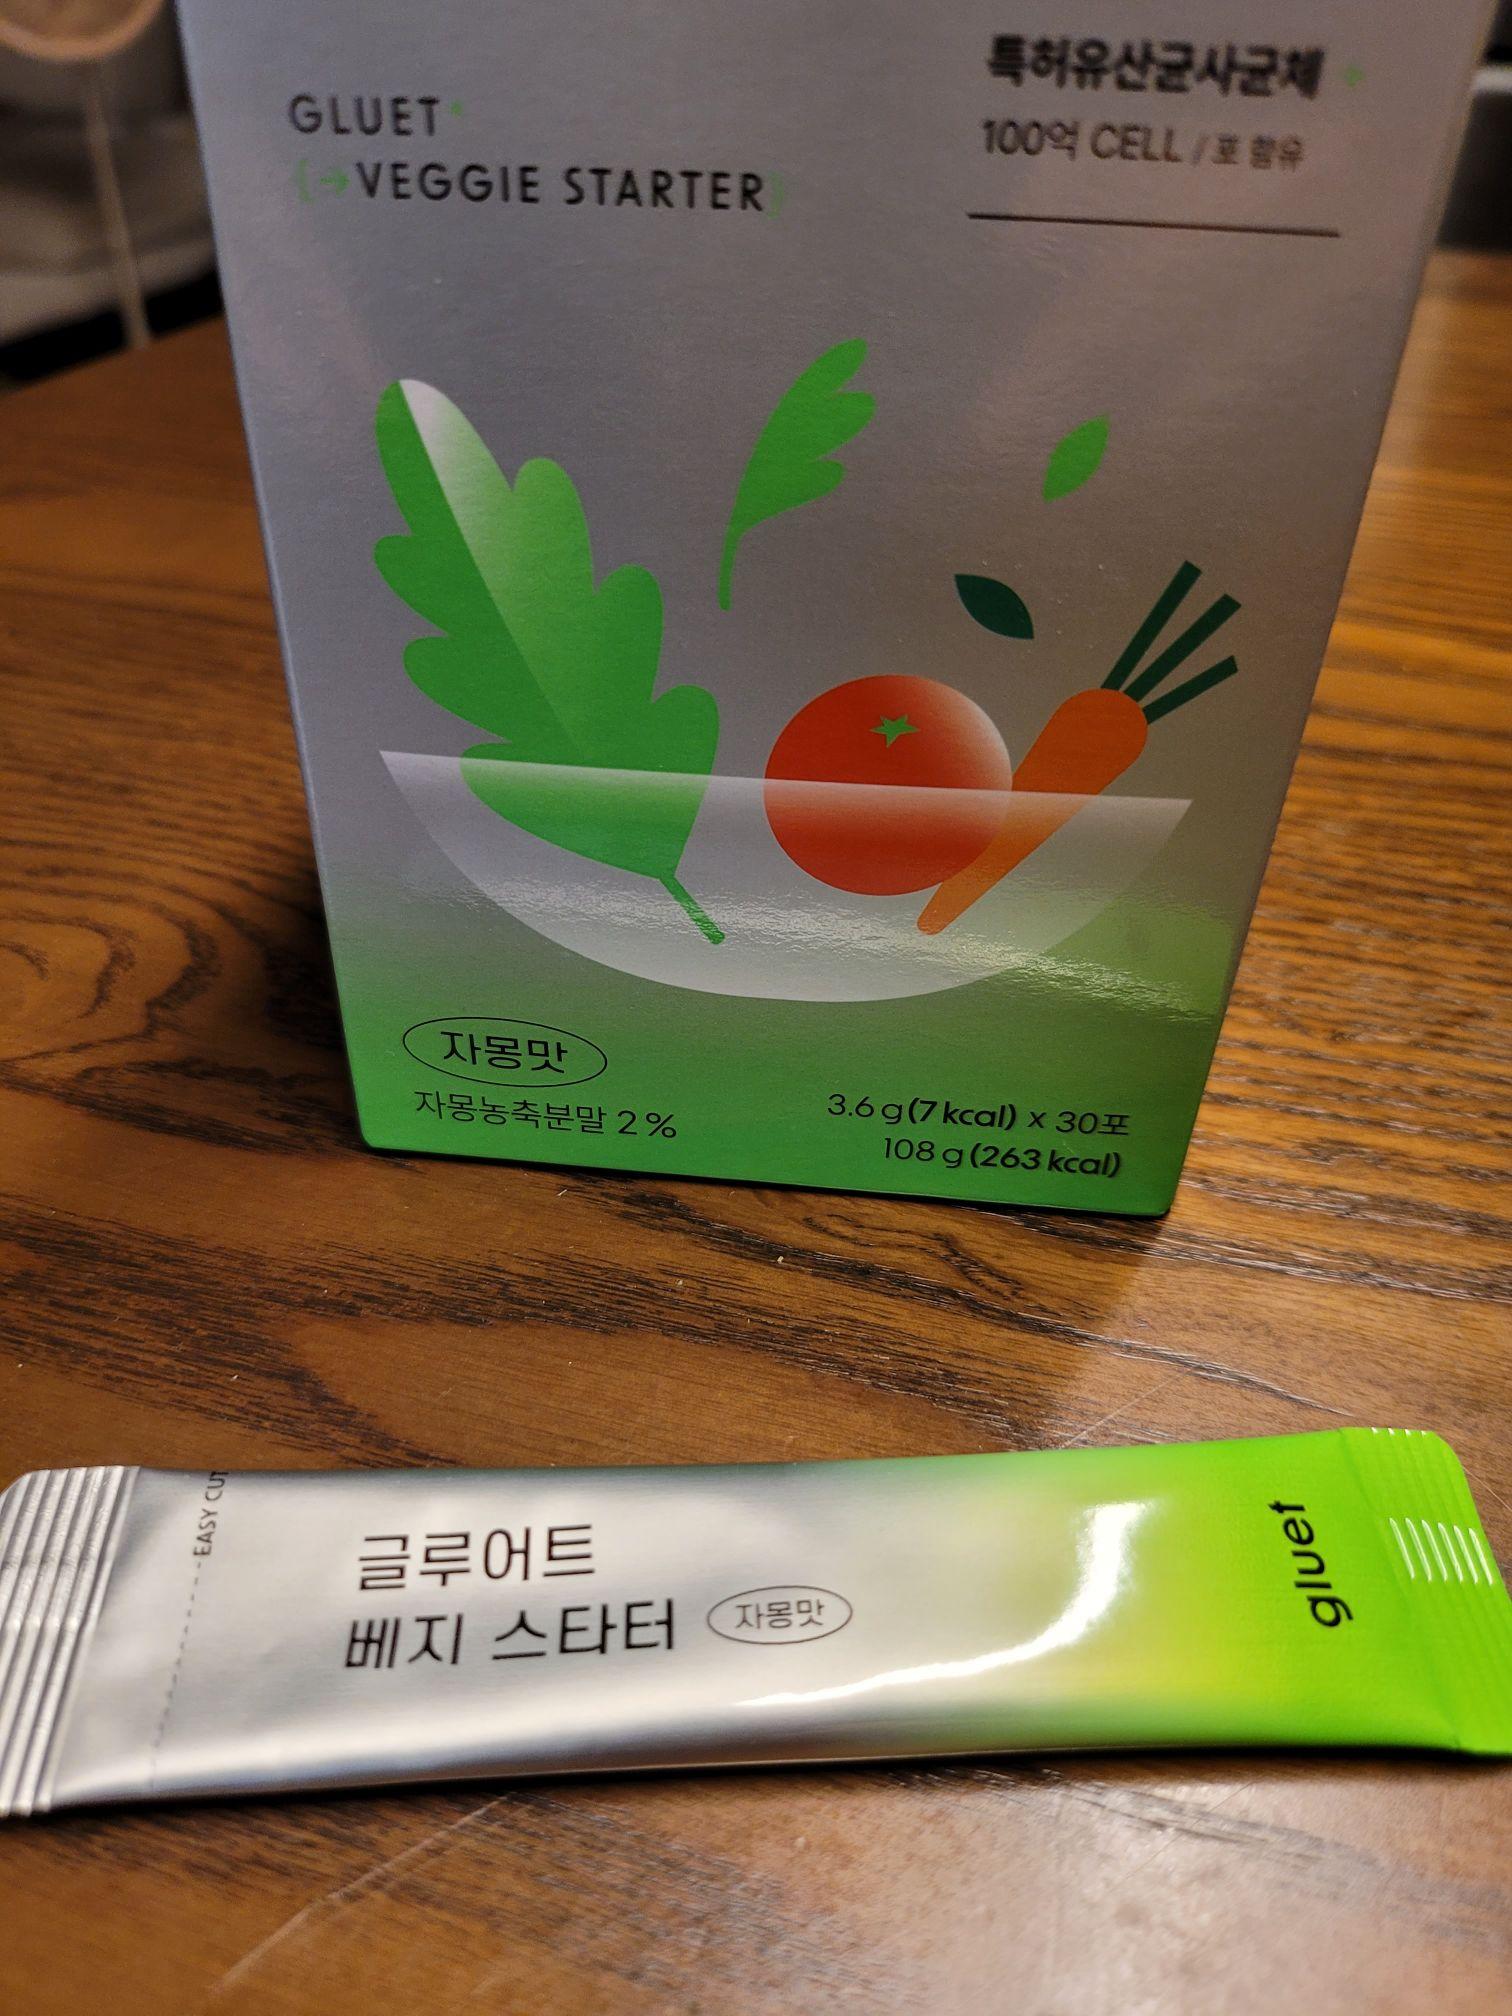 GLUET
[→VEGGIE STARTER]
특허유산균사균체
100억 CELL / 포 함유
자몽맛
자몽농축분말 2%
3.6 g(7 kcal) x 30포
108 g (263 kcal)
EASY CUT
글루어트
베지 스타터 자몽맛
gluet